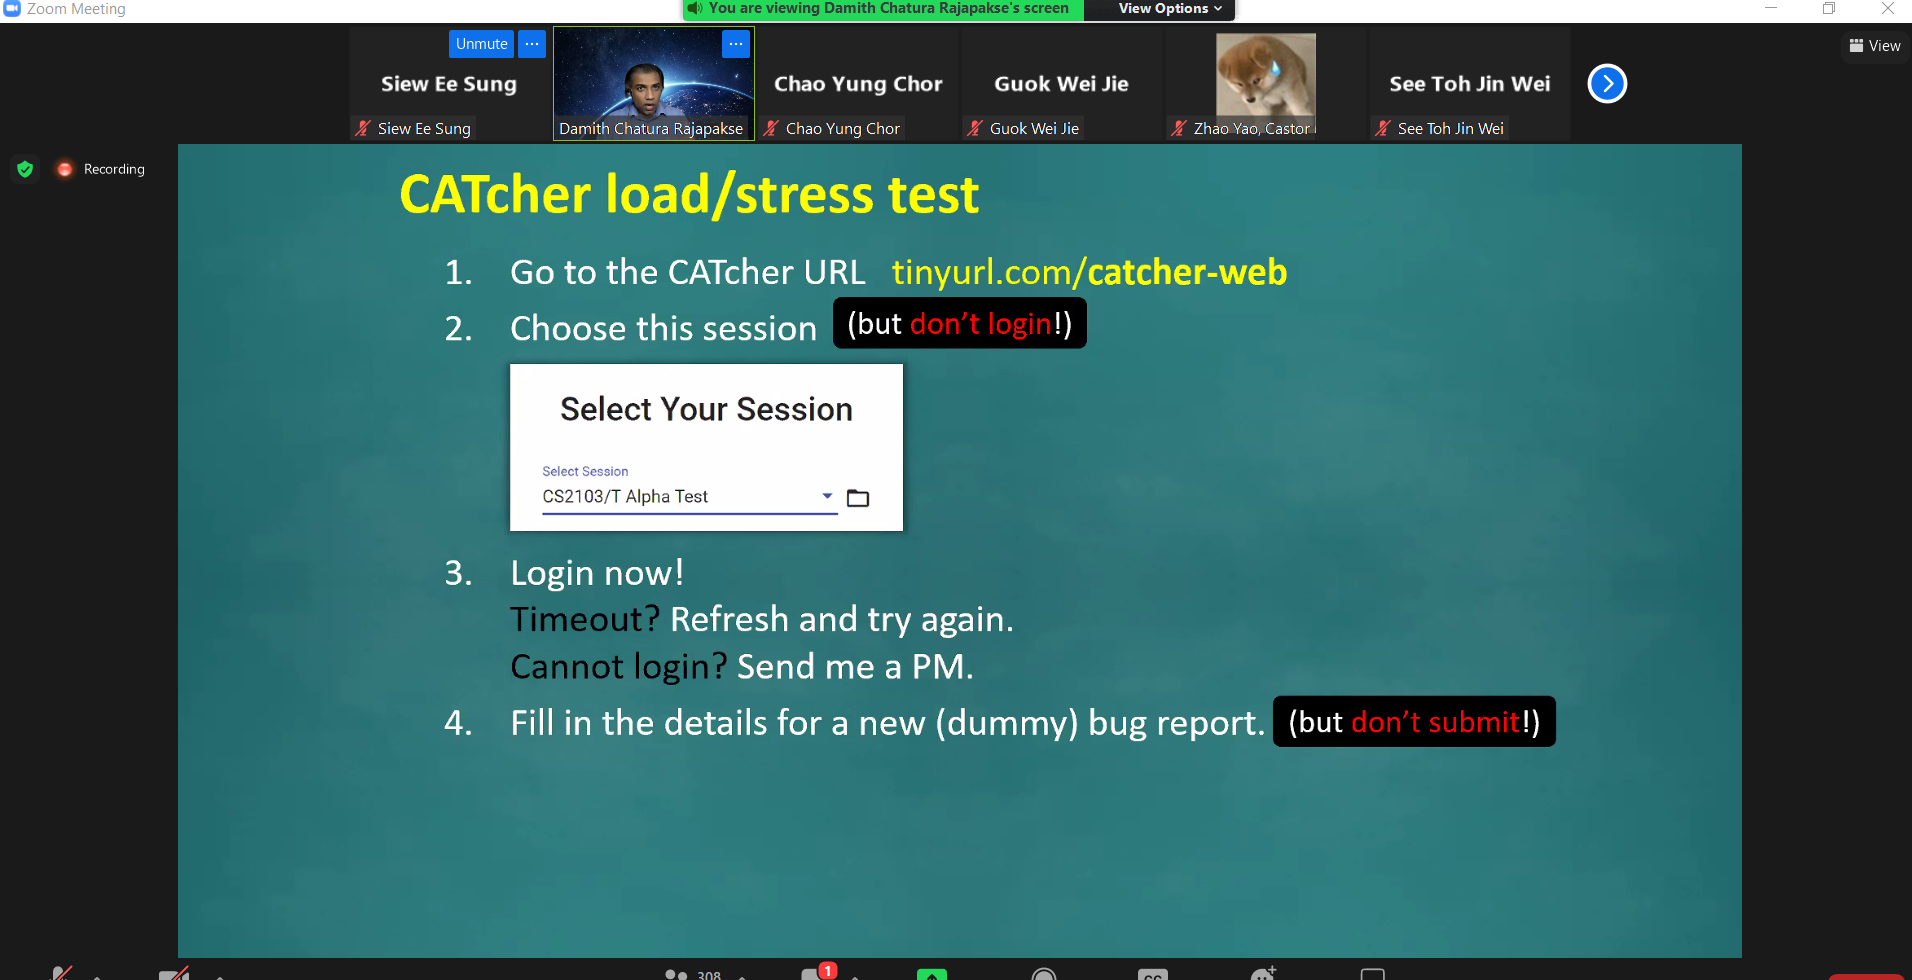 Zoom Meeting
You are viewing Damith Chatura Rajapakse's screen
View Options
View
Unmute
...
Siew Ee Sung
Siew Ee Sung
...
Damith Chatura Rajapakse
Chao Yung Chor
Chao Yung Chor
Guok Wei Jie
Guok Wei Jie
Zhao Yao, Castor
See Toh Jin Wei
See Toh Jin Wei
Recording
CATcher load/stress test
1. Go to the CATcher URL tinyurl.com/catcher-web
2. Choose this session (but don't login!)
Select Your Session
Select Session
CS2103/T Alpha Test
3. Login now!
Timeout? Refresh and try again.
Cannot login? Send me a PM.
4. Fill in the details for a new (dummy) bug report. (but don't submit!)
308
1
CC